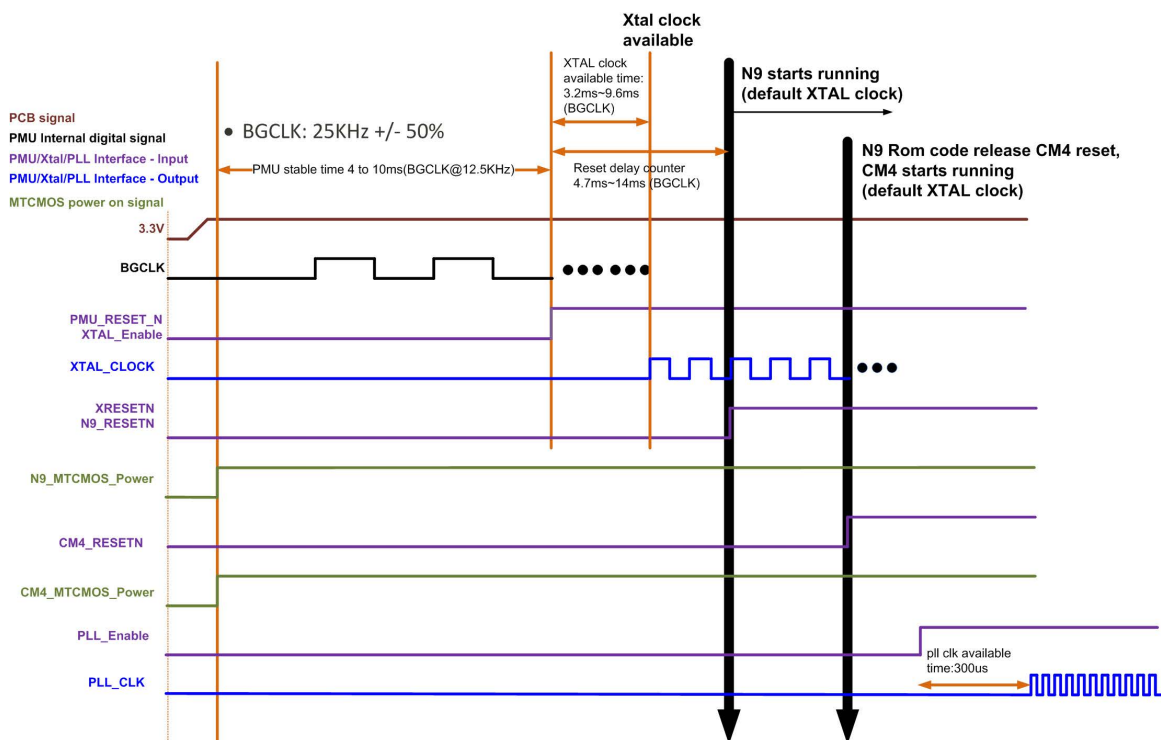 Xtal clock
available
XTAL clock
available time:
3.2ms~9.6ms
(BGCLK)
N9 starts running
(default XTAL clock)
PCB signal
PMU Internal digital signal
PMU/Xtal/PLL Interface - Input
PMU/Xtal/PLL Interface - Output
MTCMOS power on signal
• BGCLK: 25KHz +/- 50%
PMU stable time 4 to 10ms(BGCLK@12.5KHz)
Reset delay counter
4.7ms~14ms (BGCLK)
N9 Rom code release CM4 reset,
CM4 starts running
(default XTAL clock)
3.3V
BGCLK
PMU_RESET_N
XTAL_Enable
XTAL_CLOCK
XRESETN
N9_RESETN
N9_MTCMOS_Power
CM4_RESETN
CM4_MTCMOS_Power
PLL_Enable
pll clk available
time:300us
PLL_CLK